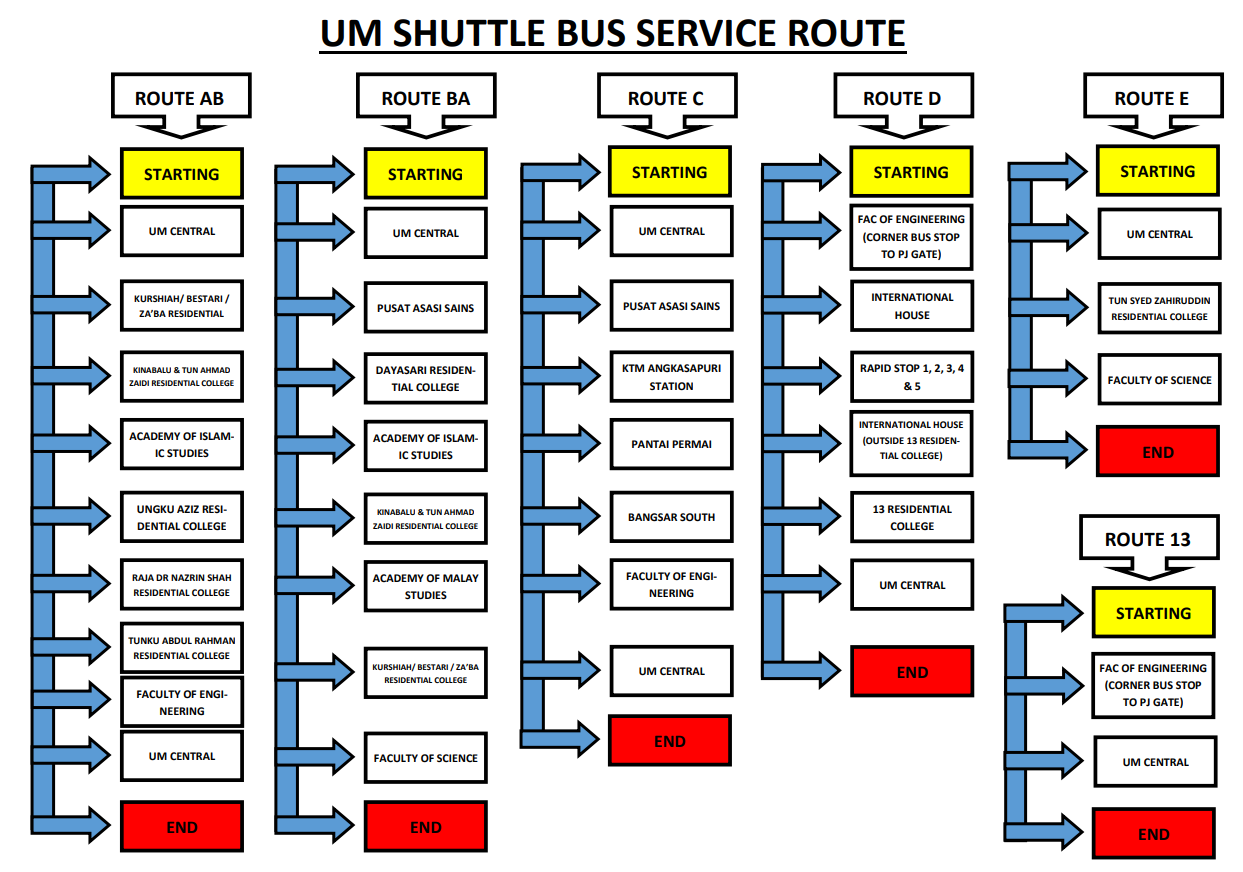 UM SHUTTLE BUS SERVICE ROUTE
ROUTE AB
STARTING
UM CENTRAL
KURSHIAH/ BESTARI /
ZA’BA RESIDENTIAL
KINABALU & TUN AHMAD
ZAIDI RESIDENTIAL COLLEGE
ACADEMY OF ISLAM-
IC STUDIES
UNGKU AZIZ RESI-
DENTIAL COLLEGE
RAJA DR NAZRIN SHAH
RESIDENTIAL COLLEGE
TUNKU ABDUL RAHMAN
RESIDENTIAL COLLEGE
FACULTY OF ENGI-
NEERING
UM CENTRAL
END
ROUTE BA
STARTING
UM CENTRAL
PUSAT ASASI SAINS
DAYASARI RESIDEN-
TIAL COLLEGE
ACADEMY OF ISLAM-
IC STUDIES
KINABALU & TUN AHMAD
ZAIDI RESIDENTIAL COLLEGE
ACADEMY OF MALAY
STUDIES
KURSHIAH/ BESTARI / ZA’BA
RESIDENTIAL COLLEGE
FACULTY OF SCIENCE
END
ROUTE C
STARTING
UM CENTRAL
PUSAT ASASI SAINS
KTM ANGKASAPURI
STATION
PANTAI PERMAI
BANGSAR SOUTH
FACULTY OF ENGI-
NEERING
UM CENTRAL
END
ROUTE D
STARTING
FAC OF ENGINEERING
(CORNER BUS STOP
TO PJ GATE)
INTERNATIONAL
HOUSE
RAPID STOP 1, 2, 3, 4
& 5
INTERNATIONAL HOUSE
(OUTSIDE 13 RESIDEN-
TIAL COLLEGE)
13 RESIDENTIAL
COLLEGE
UM CENTRAL
END
ROUTE E
STARTING
UM CENTRAL
TUN SYED ZAHIRUDDIN
RESIDENTIAL COLLEGE
FACULTY OF SCIENCE
END
ROUTE 13
STARTING
FAC OF ENGINEERING
(CORNER BUS STOP
TO PJ GATE)
UM CENTRAL
END